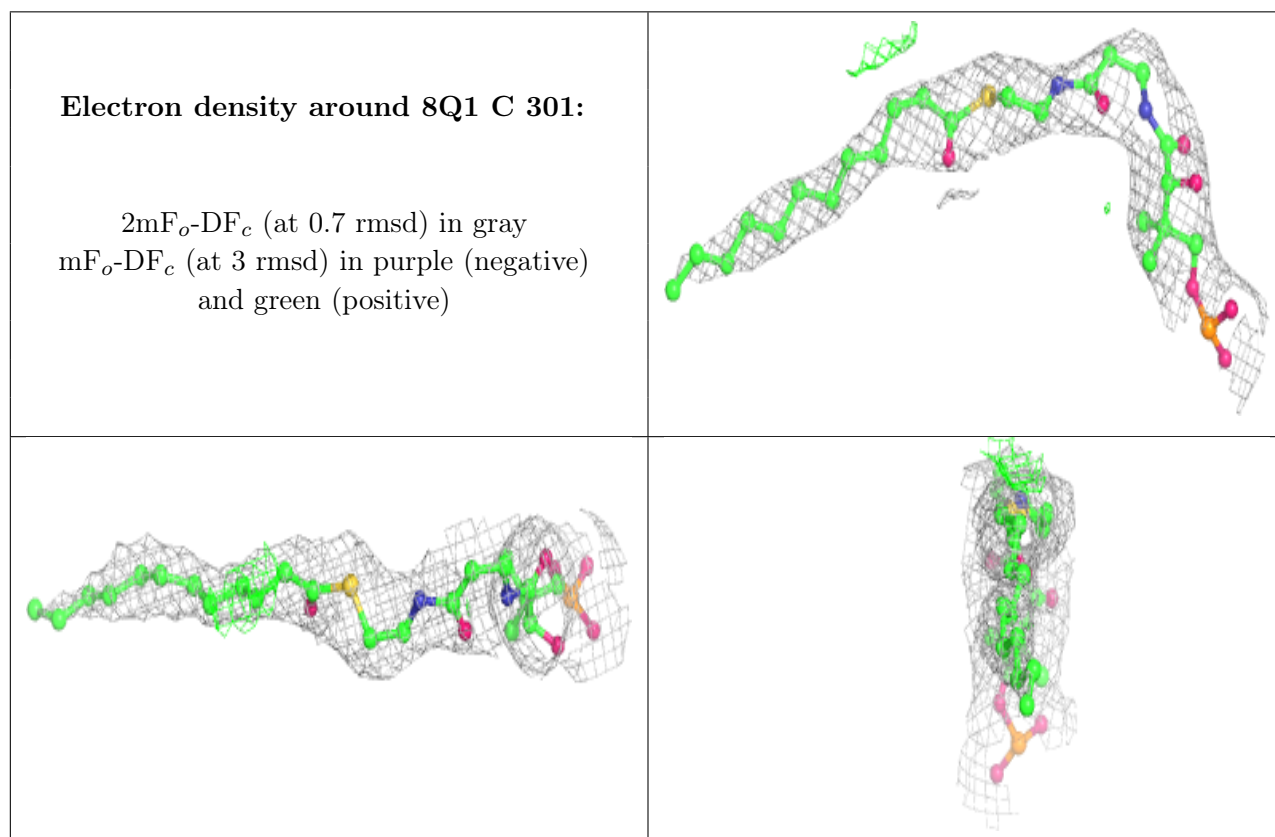 Electron density around 8Q1 C 301:
2mFo-DFc (at 0.7 rmsd) in gray
mFo-DFc (at 3 rmsd) in purple (negative)
and green (positive)